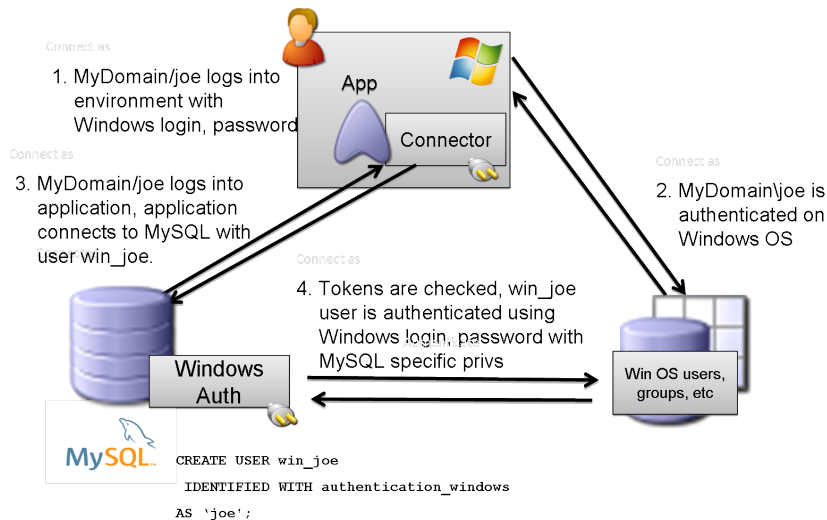 Connect as
1. MyDomain/joe logs into
environment with
Windows login, password
App
Connector
Connect as
3. MyDomain/joe logs into
application, application
connects to MySQL with
user win_joe.
Connect as
2. MyDomain\joe is
authenticated on
Windows OS
Connect as
4. Tokens are checked, win_joe
user is authenticated using
Windows login, password with
MySQL specific privs
Windows
Auth
Win OS users,
groups, etc
MySQL™
CREATE USER win_joe
IDENTIFIED WITH authentication_windows
AS ‘joe';